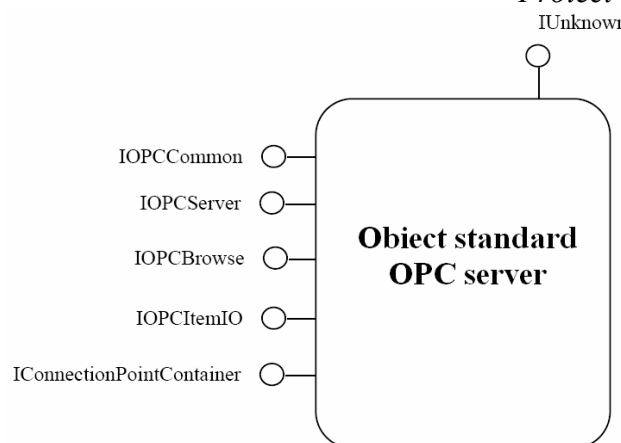 IUnknown
IOPCCommon
IOPCServer
IOPCBrowse
IOPCItemIO
IConnectionPointContainer
Obiect standard
OPC server